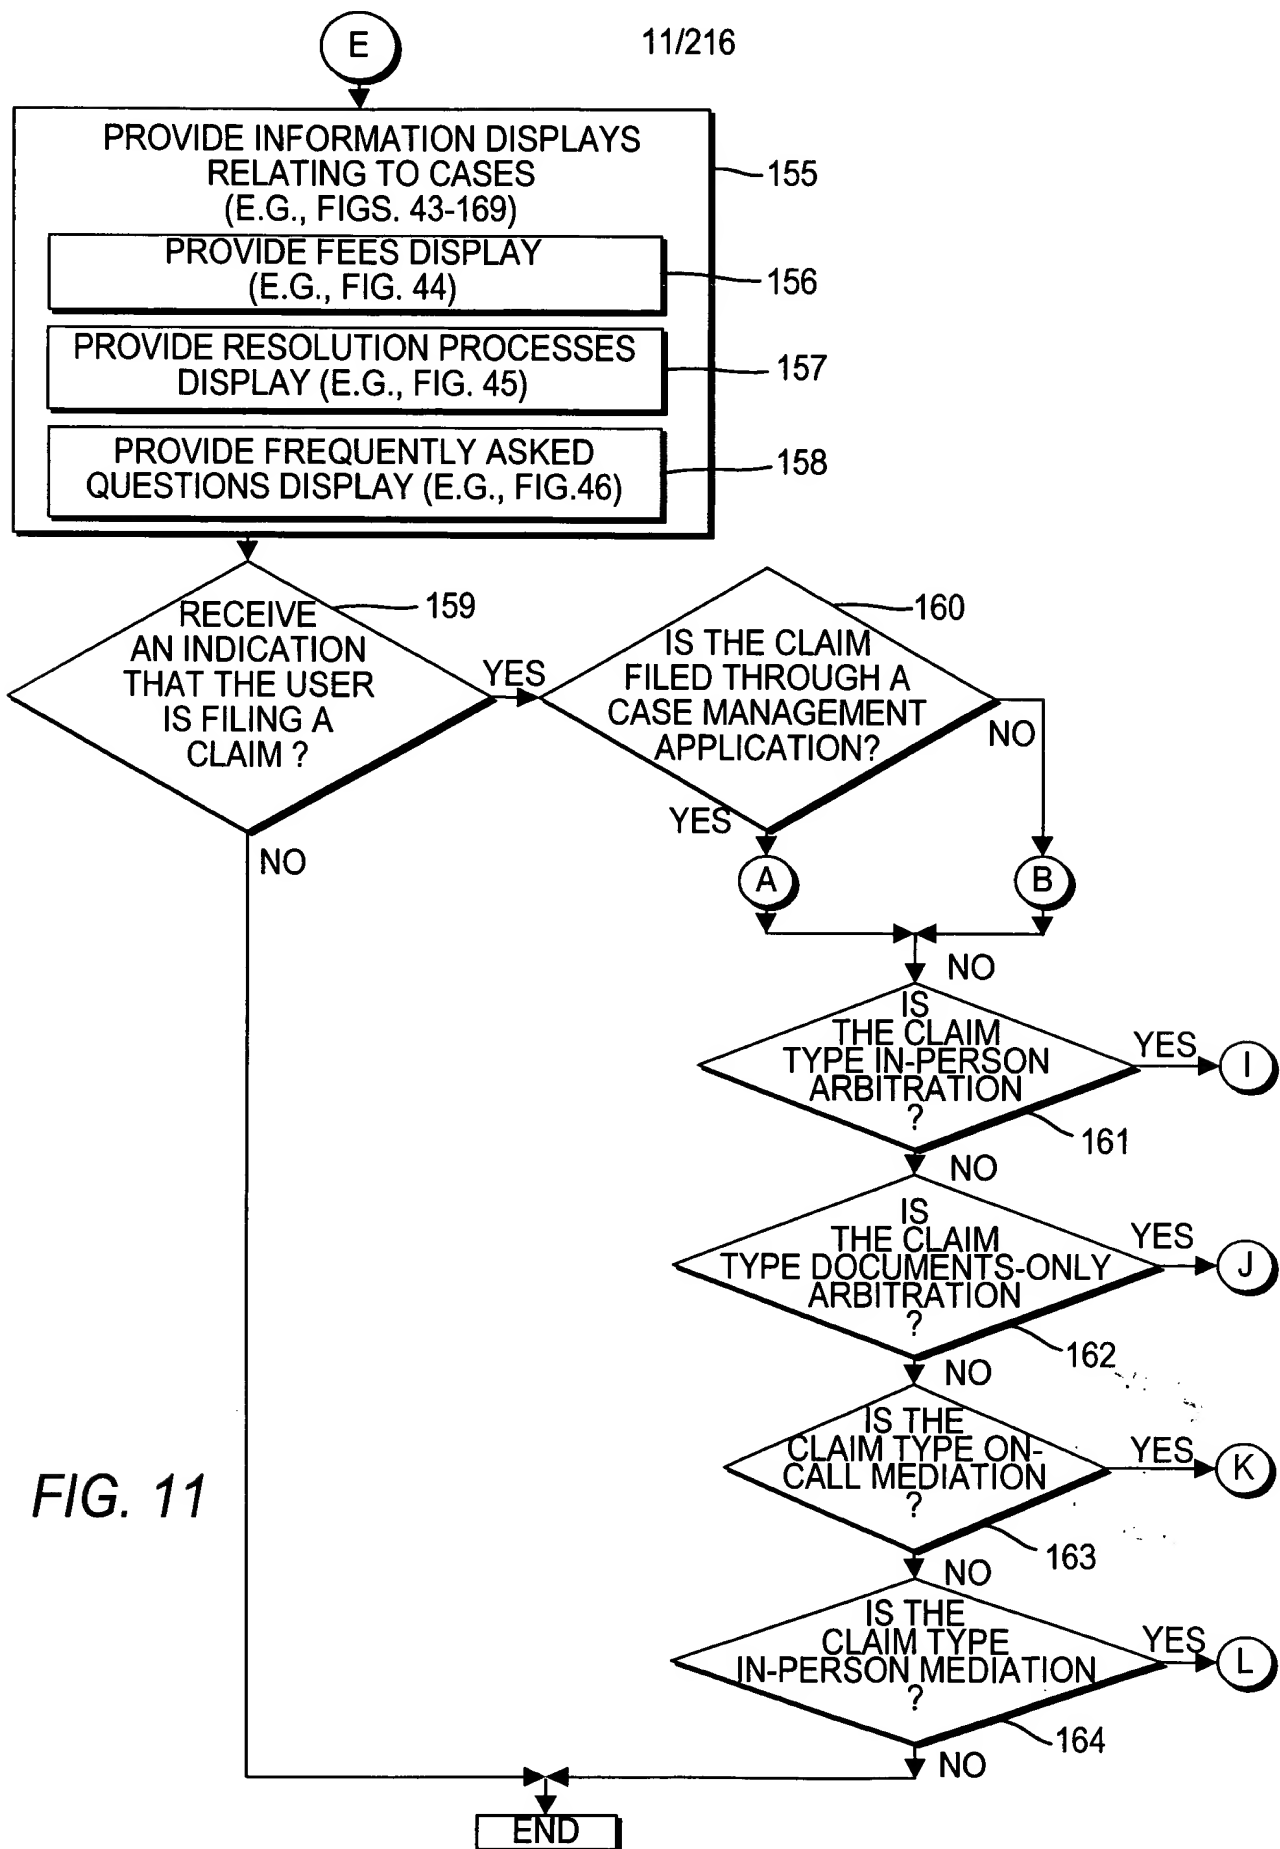 E
11/216
PROVIDE INFORMATION DISPLAYS
RELATING TO CASES
(E.G., FIGS. 43-169)
155
PROVIDE FEES DISPLAY
(E.G., FIG. 44)
156
PROVIDE RESOLUTION PROCESSES
DISPLAY (E.G., FIG. 45)
157
PROVIDE FREQUENTLY ASKED
QUESTIONS DISPLAY (E.G., FIG.46)
158
RECEIVE
AN INDICATION
THAT THE USER
IS FILING A
CLAIM ?
159
YES
NO
IS THE CLAIM
FILED THROUGH A
CASE MANAGEMENT
APPLICATION?
160
NO
YES
A
B
NO
IS
THE CLAIM
TYPE IN-PERSON
ARBITRATION
?
YES
I
161
NO
IS
THE CLAIM
TYPE DOCUMENTS-ONLY
ARBITRATION
?
YES
J
162
NO
IS THE
CLAIM TYPE ON-
CALL MEDIATION
?
YES
K
163
NO
IS THE
CLAIM TYPE
IN-PERSON MEDIATION
?
YES
L
164
NO
END
FIG. 11